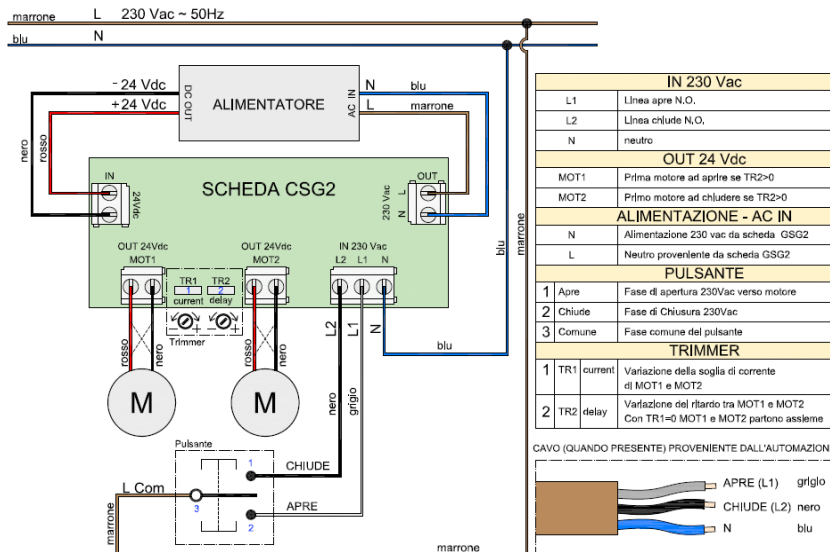 marrone L 230 Vac ~ 50Hz
blu N
- 24 Vdc
+ 24 Vdc
DC OUT
ALIMENTATORE
AC IN
N blu
L marrone
nero
rosso
IN
24Vdc
SCHEDA CSG2
OUT
230 Vac
L
N
OUT 24Vdc
MOT1
TR1
1
current
TR2
2
delay
Trimmer
OUT 24Vdc
MOT2
IN 230 Vac
L2 L1 N
rosso
nero
M
rosso
nero
M
L2
L1
N
blu
nero
grigio
blu
marrone
Pulsante
1
CHIUDE
L Com
3
APRE
2
marrone
marrone
IN 230 Vac
L1 Linea apre N.O.
L2 Linea chiude N.O.
N neutro
OUT 24 Vdc
MOT1 Primo motore ad aprire se TR2>0
MOT2 Primo motore ad chiudere se TR2>0
ALIMENTAZIONE - AC IN
N Alimentazione 230 vac da scheda GSG2
L Neutro proveniente da scheda GSG2
PULSANTE
1 Apre Fase di apertura 230Vac verso motore
2 Chiude Fase di Chiusura 230Vac
3 Comune Fase comune del pulsante
TRIMMER
1 TR1 current Variazione della soglia di corrente
di MOT1 e MOT2
2 TR2 delay Variazione del ritardo tra MOT1 e MOT2
Con TR1=0 MOT1 e MOT2 partono assieme
CAVO (QUANDO PRESENTE) PROVENIENTE DALL'AUTOMAZION
APRE (L1) grigio
CHIUDE (L2) nero
N blu